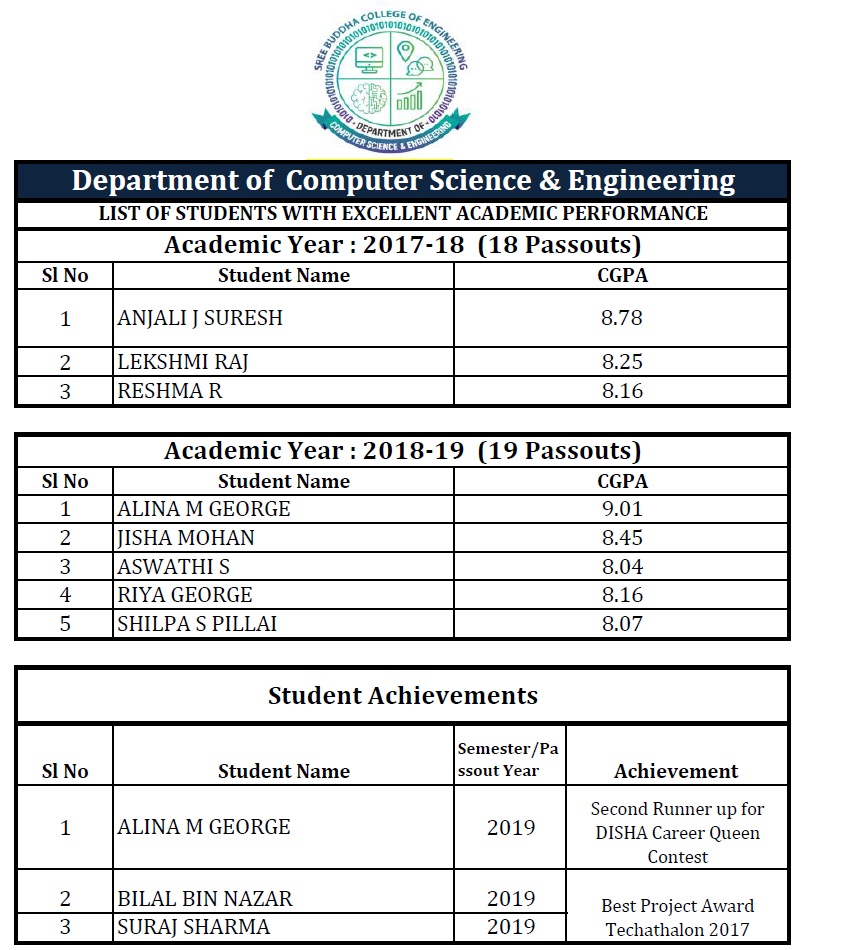 SREE BUDDHA COLLEGE OF ENGINEERING
</>
- DEPARTMENT OF -
COMPUTER SCIENCE & ENGINEERING
Department of Computer Science & Engineering
LIST OF STUDENTS WITH EXCELLENT ACADEMIC PERFORMANCE
Academic Year : 2017-18 (18 Passouts)
Sl No Student Name CGPA
1 ANJALI J SURESH 8.78
2 LEKSHMI RAJ 8.25
3 RESHMA R 8.16
Academic Year : 2018-19 (19 Passouts)
Sl No Student Name CGPA
1 ALINA M GEORGE 9.01
2 JISHA MOHAN 8.45
3 ASWATHI S 8.04
4 RIYA GEORGE 8.16
5 SHILPA S PILLAI 8.07
Student Achievements
Semester/Pa
ssout Year
Sl No Student Name Achievement
1 ALINA M GEORGE 2019 Second Runner up for
DISHA Career Queen
Contest
2 BILAL BIN NAZAR 2019 Best Project Award
3 SURAJ SHARMA 2019 Techathalon 2017